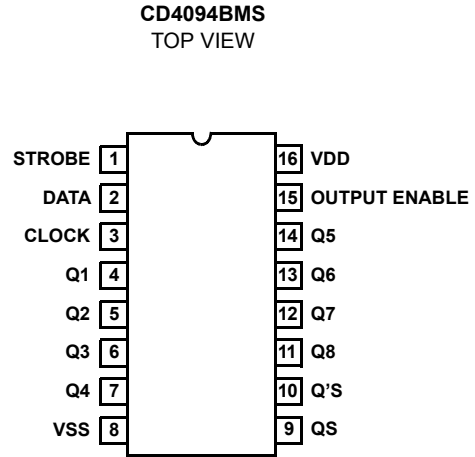 CD4094BMS
TOP VIEW
STROBE 1 16 VDD
DATA 2 15 OUTPUT ENABLE
CLOCK 3 14 Q5
Q1 4 13 Q6
Q2 5 12 Q7
Q3 6 11 Q8
Q4 7 10 Q'S
VSS 8 9 QS